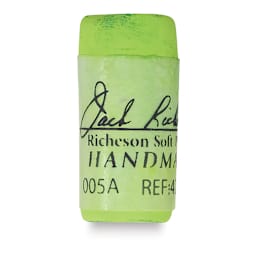 Jack Rich
Richeson Soft
HANDMA
005A REF:4